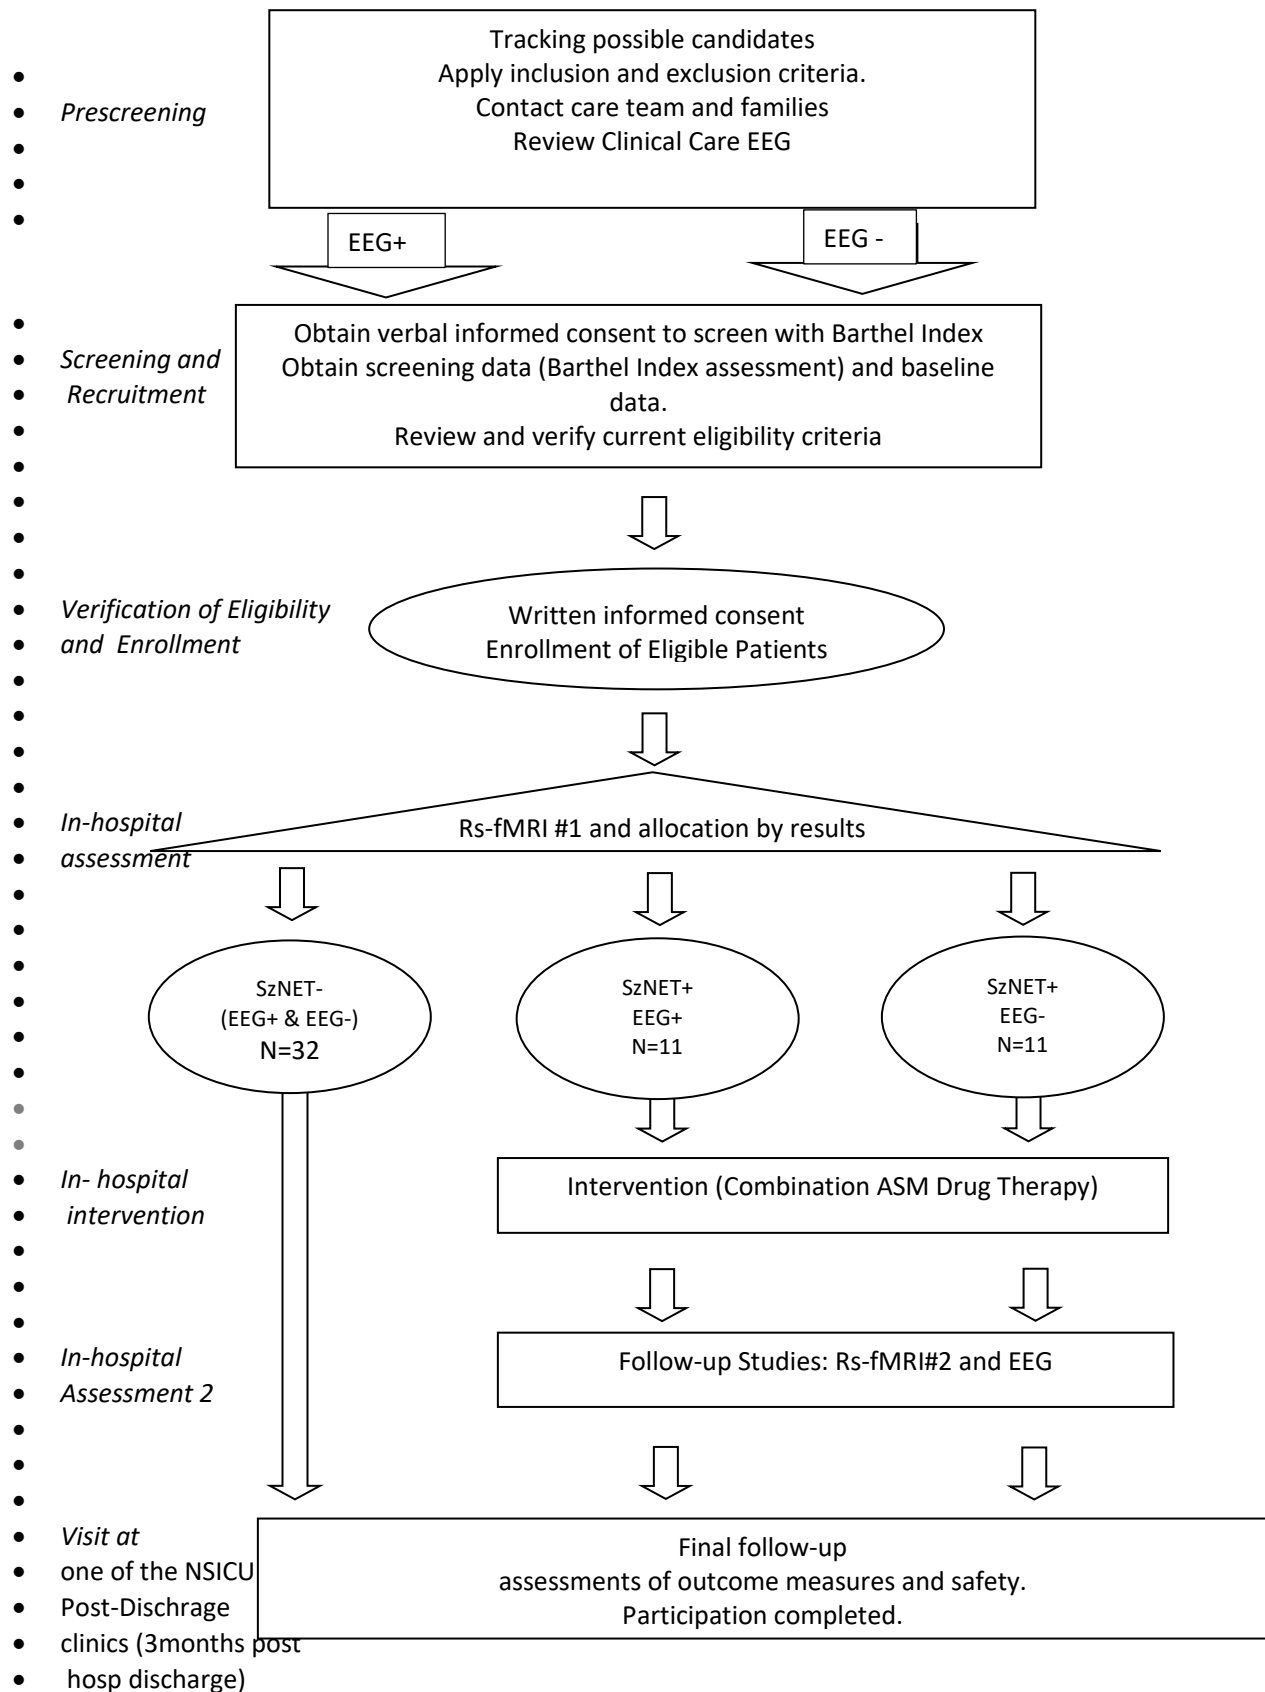 Tracking possible candidates
Apply inclusion and exclusion criteria.
Prescreening
Contact care team and families
Review Clinical Care EEG
EEG+
EEG -
Obtain verbal informed consent to screen with Barthel Index
Screening and
Obtain screening data (Barthel Index assessment) and baseline
Recruitment
data.
Review and verify current eligibility criteria
Verification of Eligibility
and  Enrollment
Written informed consent
Enrollment of Eligible Patients
In-hospital
assessment
Rs-fMRI #1 and allocation by results
SzNET-
(EEG+ & EEG-)
N=32
SzNET+
EEG+
N=11
SzNET+
EEG-
N=11
In- hospital
intervention
Intervention (Combination ASM Drug Therapy)
In-hospital
Assessment 2
Follow-up Studies: Rs-fMRI#2 and EEG
Visit at
one of the NSICU
Post-Dischrage
clinics (3months post
hosp discharge)
Final follow-up
assessments of outcome measures and safety.
Participation completed.